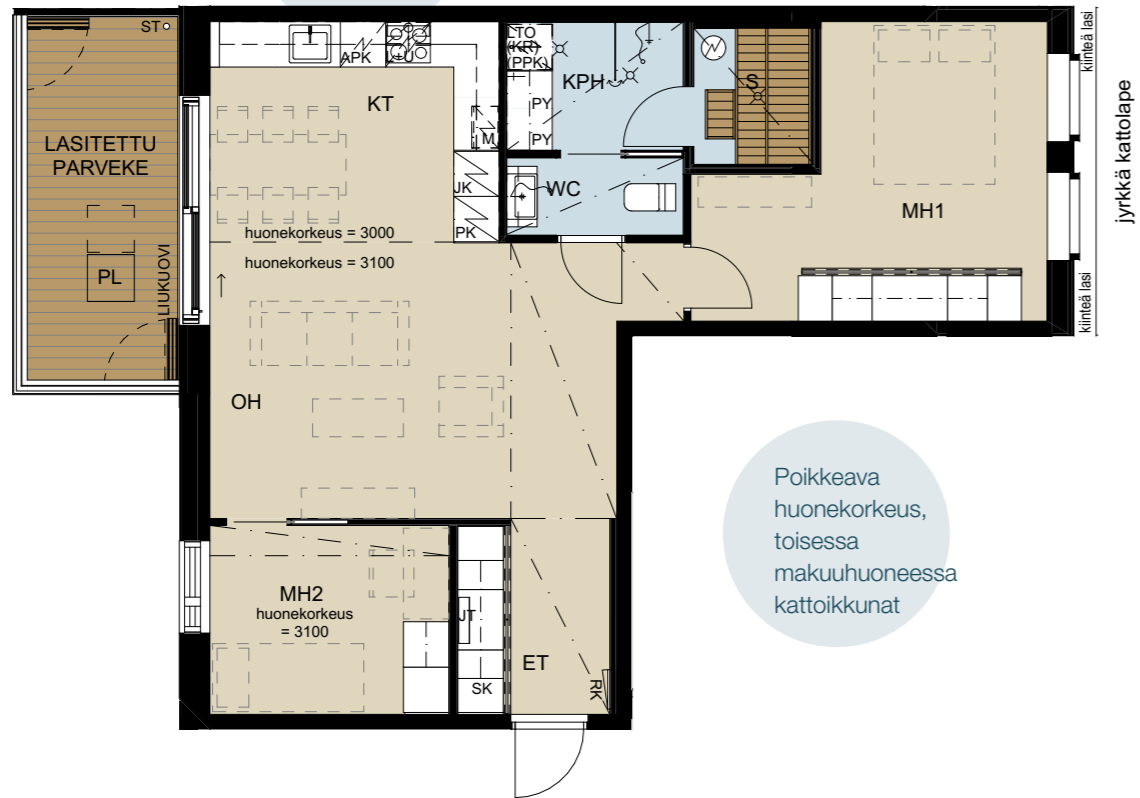 ST
LASITETTU
PARVEKE
PL
LIUKUOVI
APK
L+U
KT
M
JK
PK
LTO
(KR)
(PPK)
PY
PY
KPH
S
WC
MH1
kiinteä lasi
jyrkkä kattolape
kiinteä lasi
huonekorkeus = 3000
huonekorkeus = 3100
OH
MH2
huonekorkeus
= 3100
JT
SK
ET
RK
Poikkeava
huonekorkeus,
toisessa
makuuhuoneessa
kattoikkunat